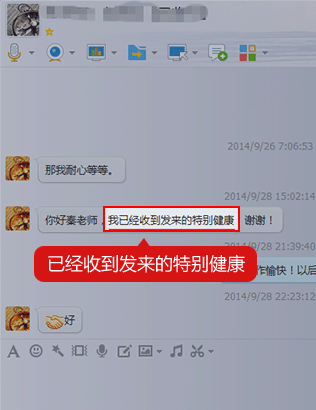 2014/9/26 7:06:53
那我耐心等等。
2014/9/28 15:02:14
你好秦老师，我已经收到发来的特别健康 谢谢！
2014/9/28 21:39:40
已经收到发来的特别健康
作愉快！以后
2014/9/28 22:23:12
好